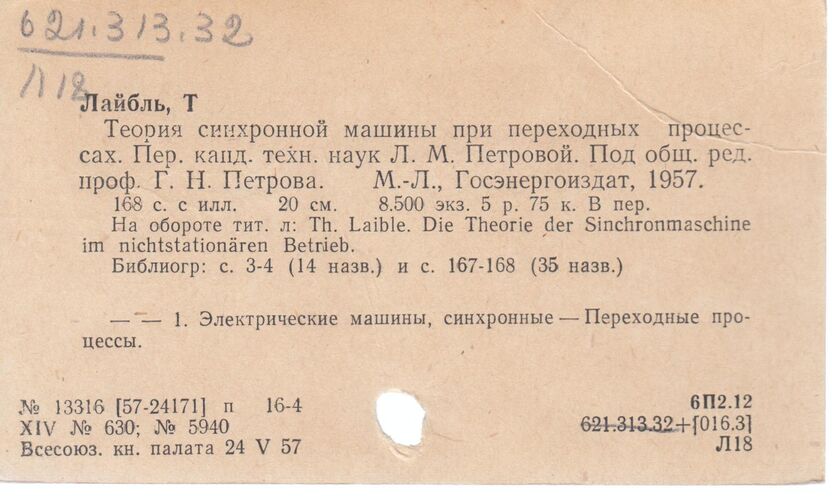 621.313.32
Л18
Лайбль, Т
Теория синхронной машины при переходных процес-
сах. Пер. канд. техн. наук Л. М. Петровой. Под общ. ред.
проф. Г. Н. Петрова. М.-Л., Госэнергоиздат, 1957.
168 с. с илл. 20 см. 8.500 экз. 5 р. 75 к. В пер.
На обороте тит. л: Th. Laible. Die Theorie der Sinchronmaschine
im nichtstationären Betrieb.
Библиогр: с. 3-4 (14 назв.) и с. 167-168 (35 назв.)
— — 1. Электрические машины, синхронные — Переходные про-
цессы.
№ 13316 [57-24171] п 16-4
XIV № 630; № 5940
Всесоюз. кн. палата 24 V 57
6П2.12
621.313.32+[016.3]
Л18